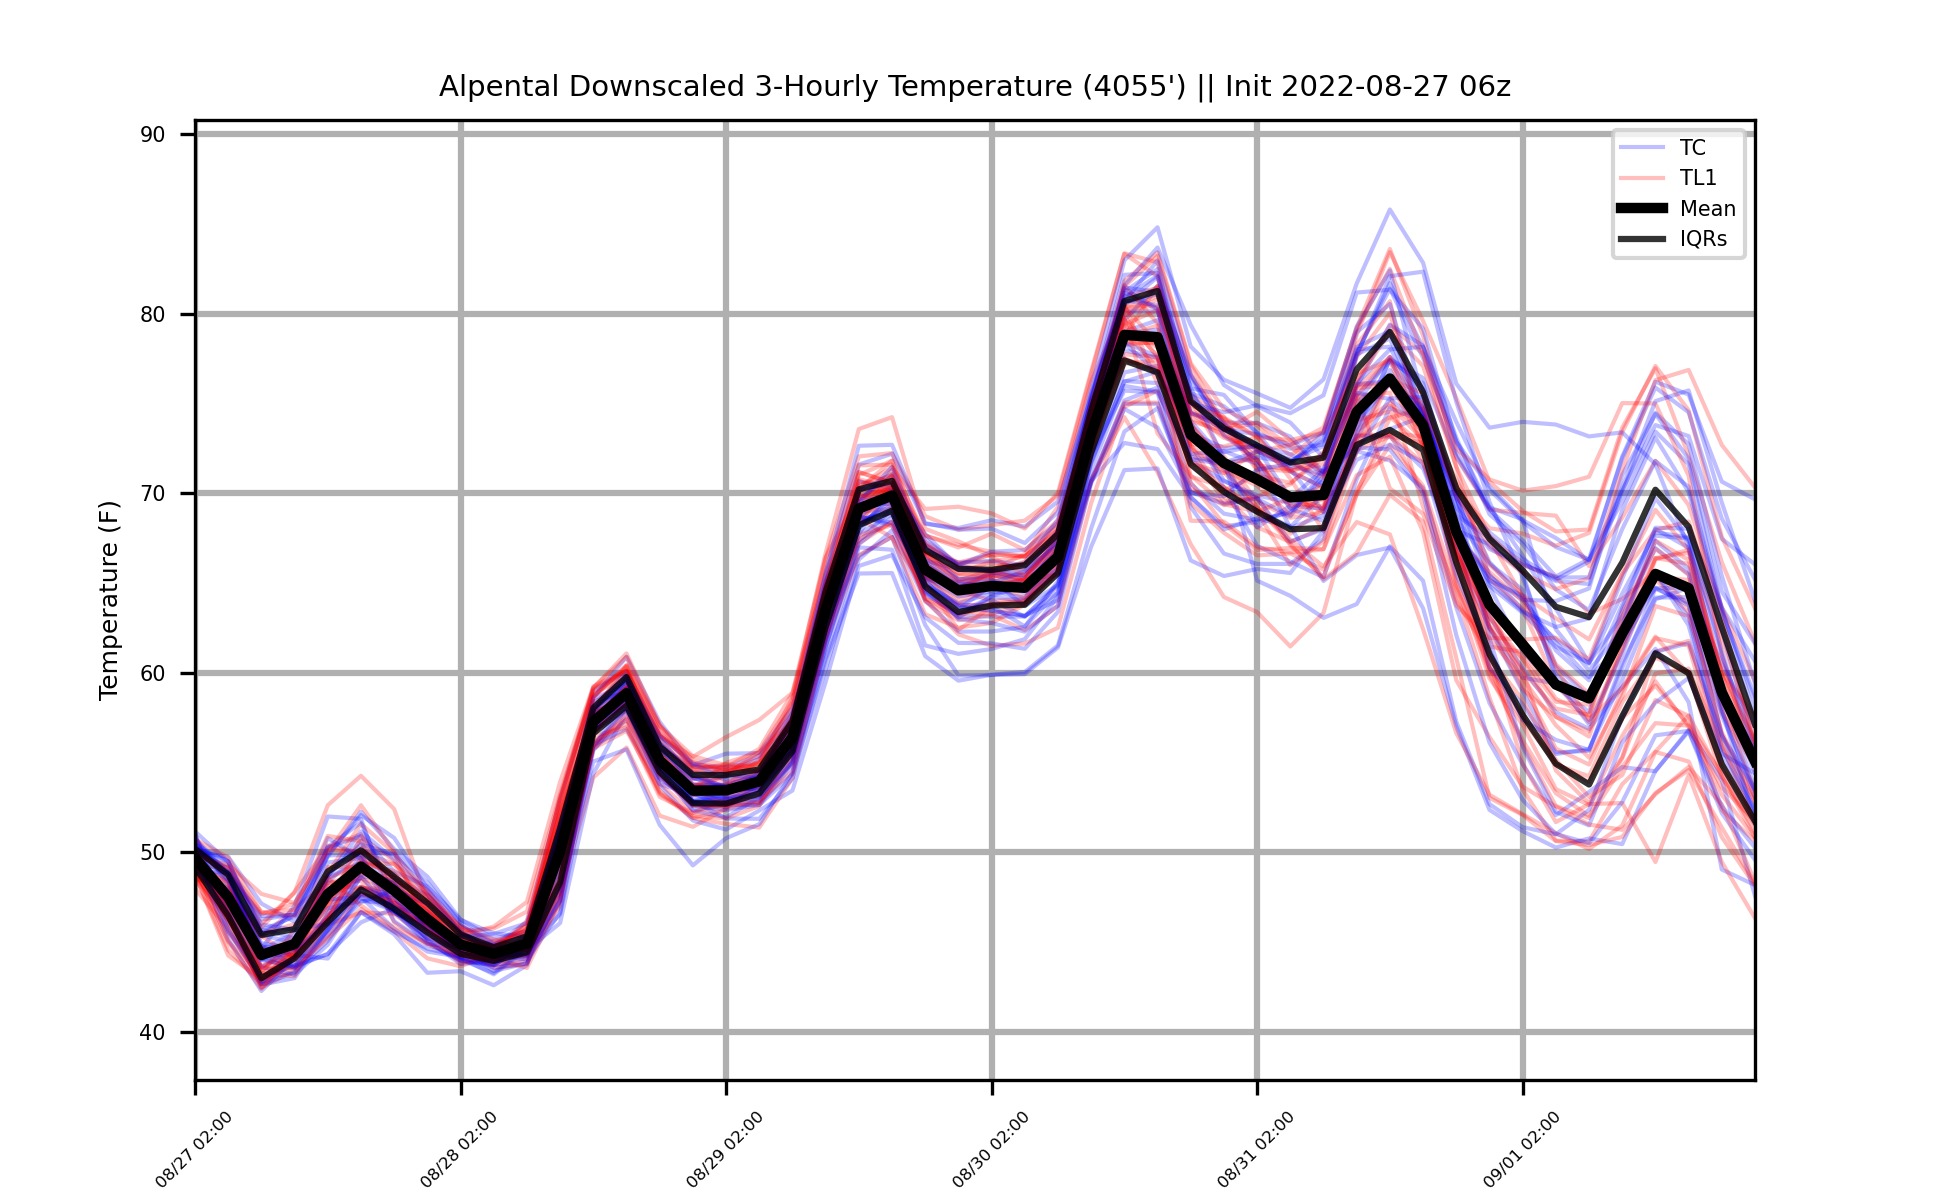 Alpental Downscaled 3-Hourly Temperature (4055') || Init 2022-08-27 06z
TC
TL1
Mean
IQRs
Temperature (F)
90
80
70
60
50
40
08/27 02:00
08/28 02:00
08/29 02:00
08/30 02:00
08/31 02:00
09/01 02:00